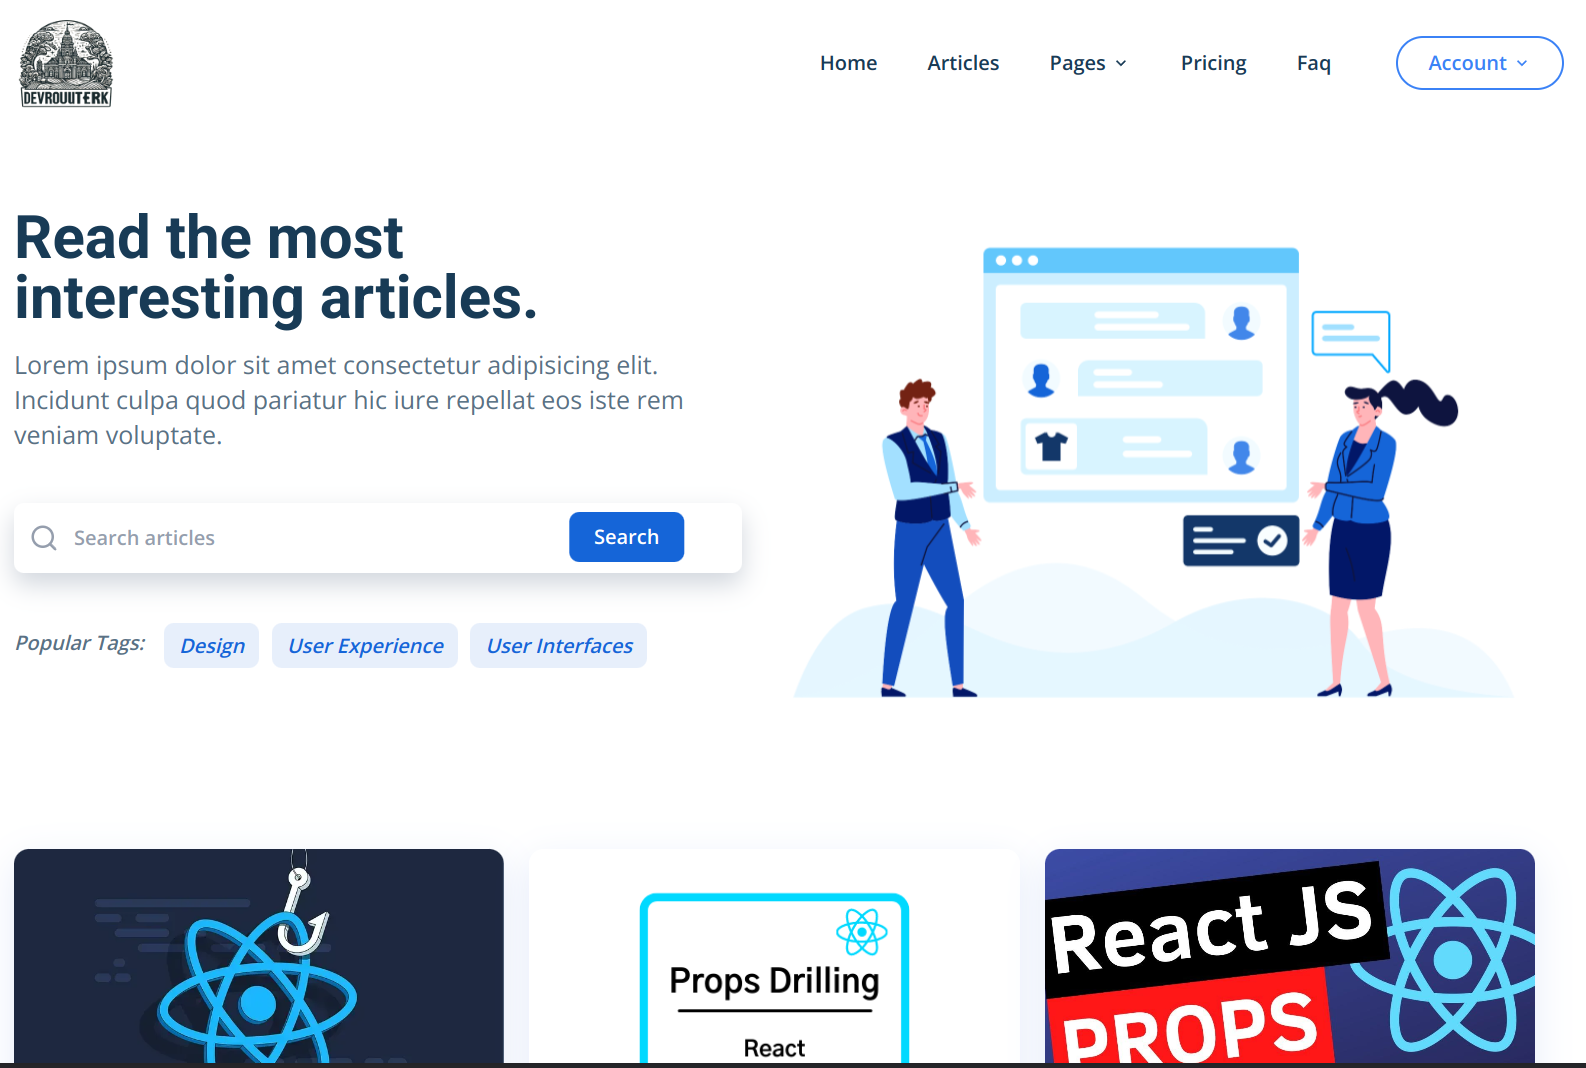 DEVROUUTERK
Home Articles Pages Pricing Faq Account
Read the most
interesting articles.
Lorem ipsum dolor sit amet consectetur adipisicing elit.
Incidunt culpa quod pariatur hic iure repellat eos iste rem
veniam voluptate.
Search articles Search
Popular Tags: Design User Experience User Interfaces
Props Drilling
React
React JS
PROPS